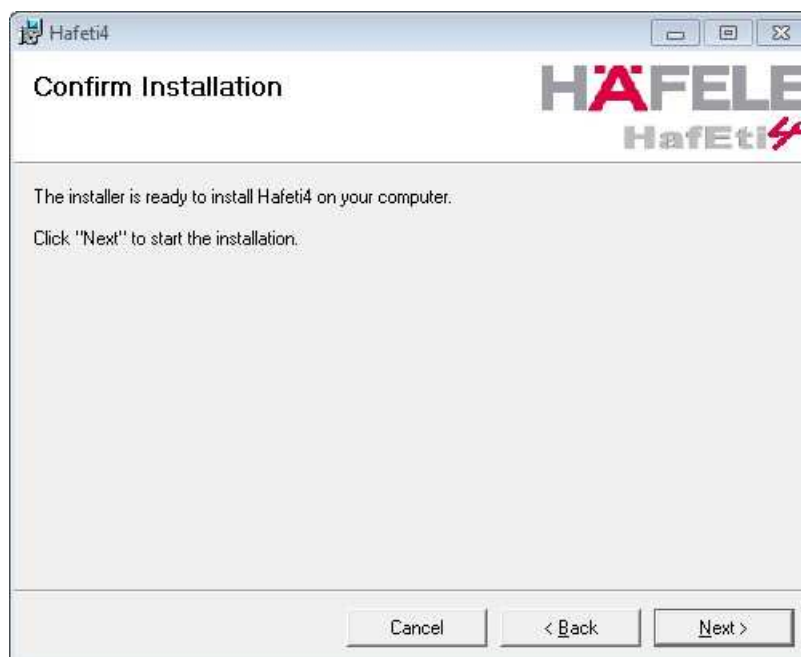 Hafeti4
Confirm Installation
HÄFELE
HafEti4
The installer is ready to install Hafeti4 on your computer.
Click "Next" to start the installation.
Cancel
< Back
Next >